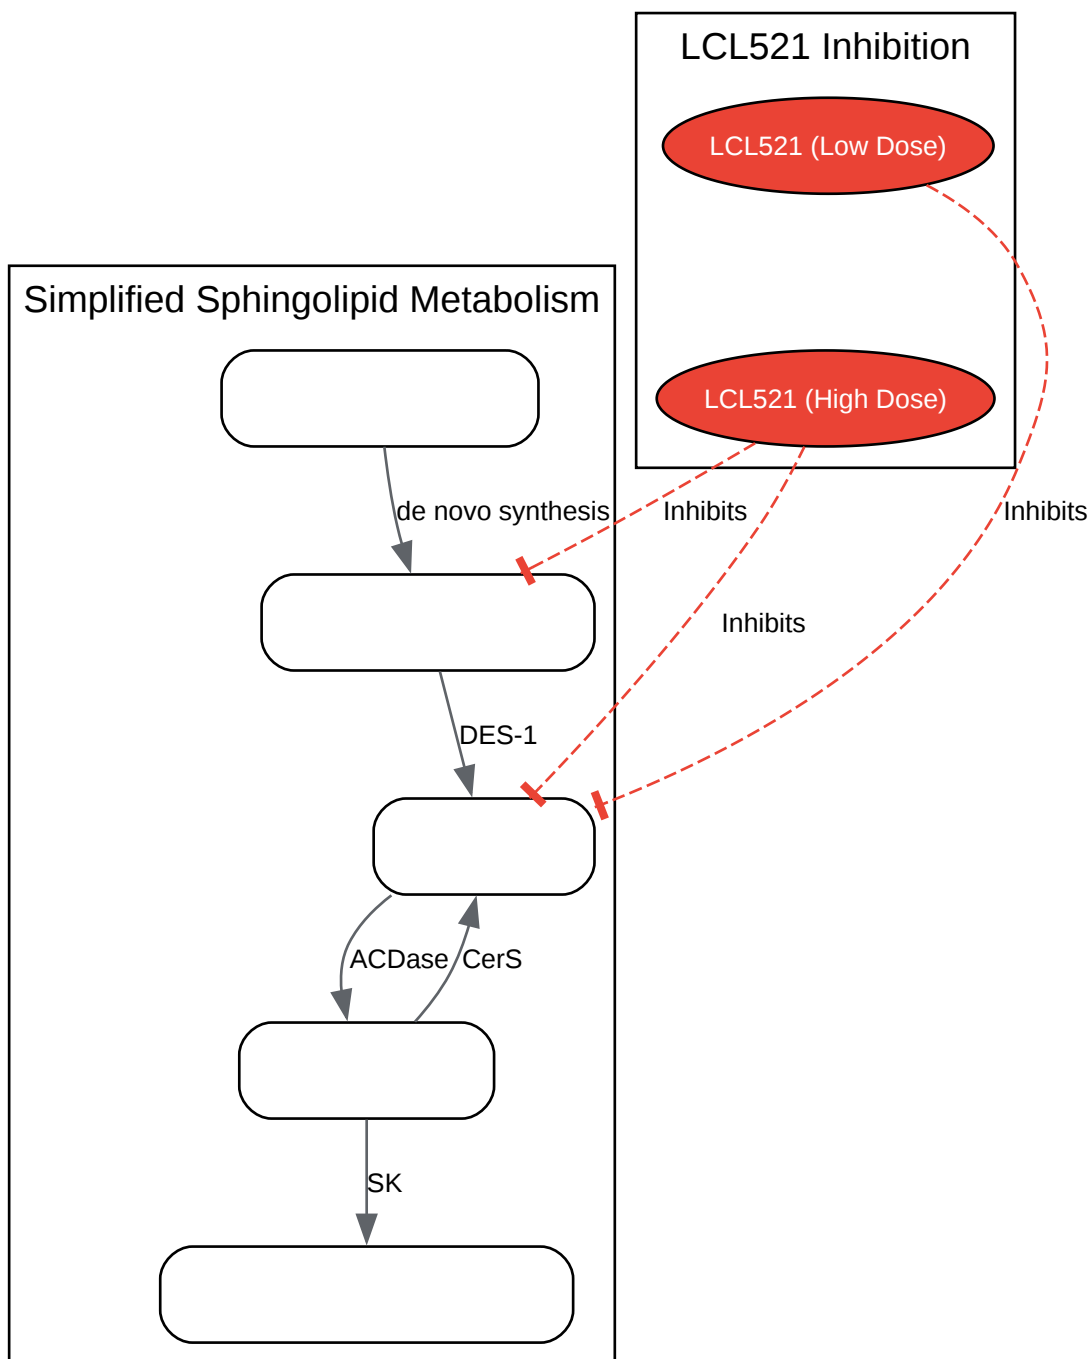 LCL521 Inhibition
LCL521 (Low Dose)
Simplified Sphingolipid Metabolism
LCL521 (High Dose)
de novo synthesis
Inhibits
Inhibits
Inhibits
DES-1
ACDase
CerS
SK